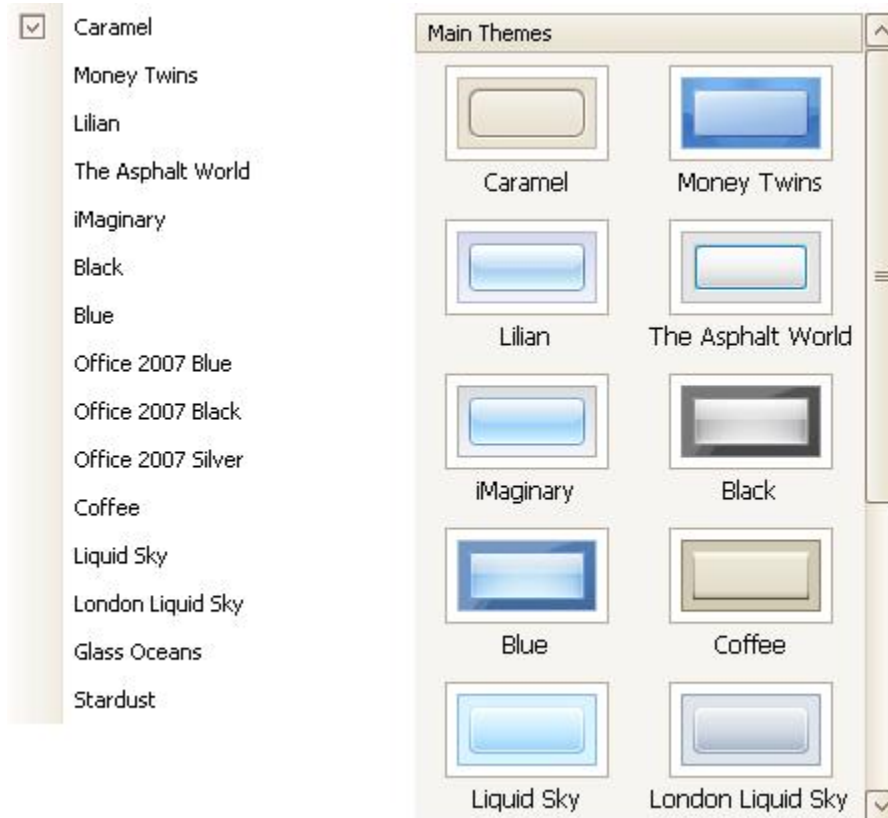 Caramel
Money Twins
Lilian
The Asphalt World
iMaginary
Black
Blue
Office 2007 Blue
Office 2007 Black
Office 2007 Silver
Coffee
Liquid Sky
London Liquid Sky
Glass Oceans
Stardust
Main Themes
Caramel
Money Twins
Lilian
The Asphalt World
iMaginary
Black
Blue
Coffee
Liquid Sky
London Liquid Sky